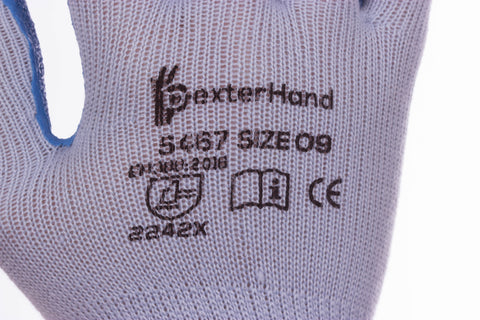 DexterHand
5467 SIZE 09
EN 388:2016
2242X
CE